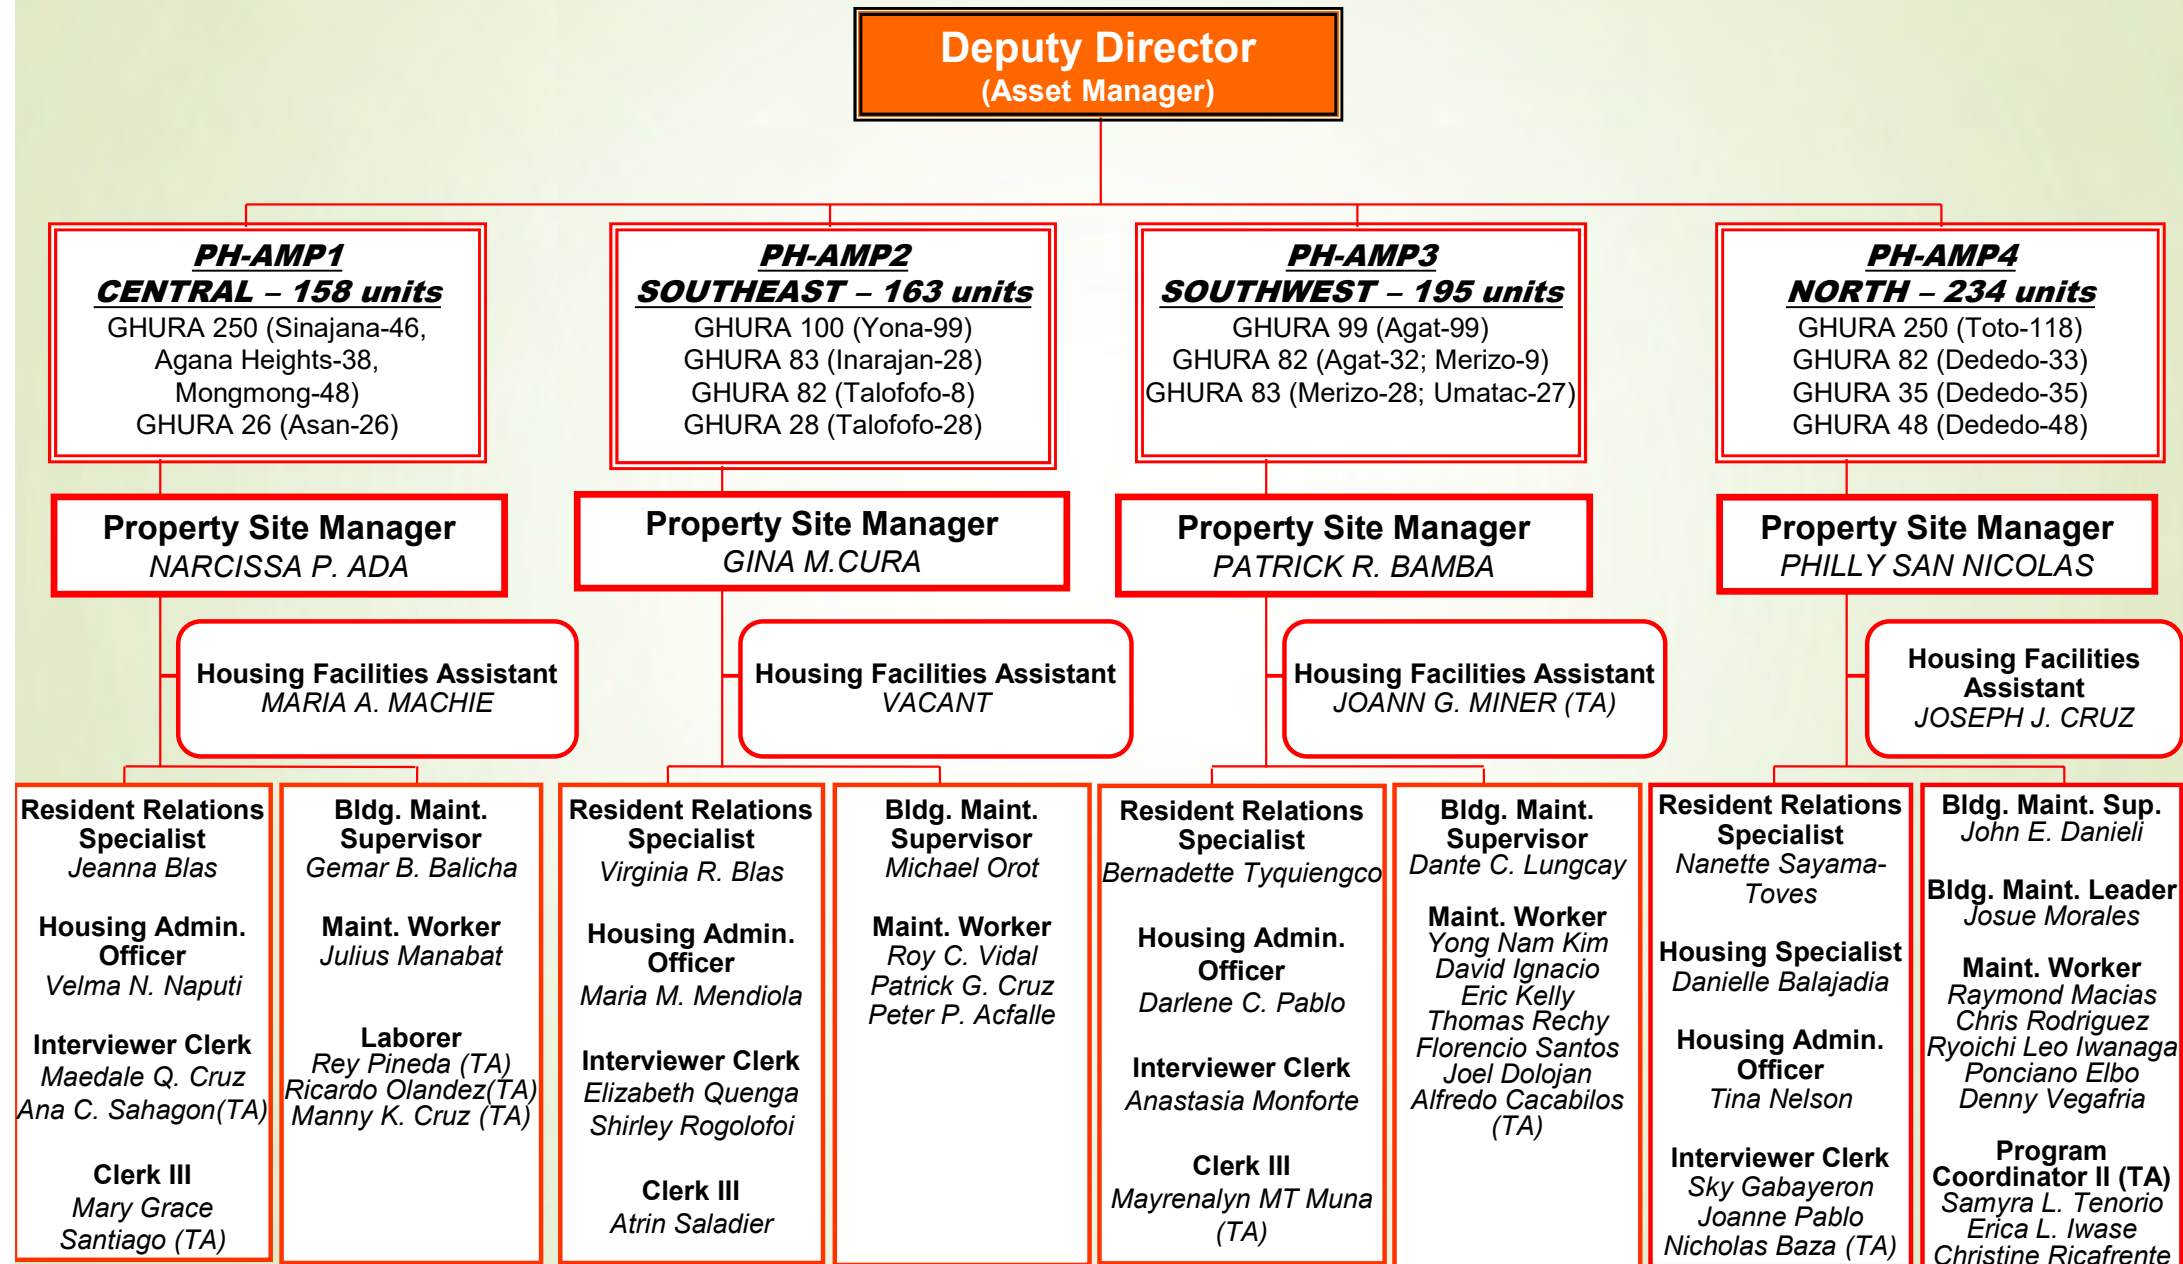 Deputy Director
(Asset Manager)
PH-AMP1
CENTRAL – 158 units
GHURA 250 (Sinajana-46,
Agana Heights-38,
Mongmong-48)
GHURA 26 (Asan-26)
PH-AMP2
SOUTHEAST – 163 units
GHURA 100 (Yona-99)
GHURA 83 (Inarajan-28)
GHURA 82 (Talofofo-8)
GHURA 28 (Talofofo-28)
PH-AMP3
SOUTHWEST – 195 units
GHURA 99 (Agat-99)
GHURA 82 (Agat-32; Merizo-9)
GHURA 83 (Merizo-28; Umatac-27)
PH-AMP4
NORTH – 234 units
GHURA 250 (Toto-118)
GHURA 82 (Dededo-33)
GHURA 35 (Dededo-35)
GHURA 48 (Dededo-48)
Property Site Manager
NARCISSA P. ADA
Property Site Manager
GINA M.CURA
Property Site Manager
PATRICK R. BAMBA
Property Site Manager
PHILLY SAN NICOLAS
Housing Facilities Assistant
MARIA A. MACHIE
Housing Facilities Assistant
VACANT
Housing Facilities Assistant
JOANN G. MINER (TA)
Housing Facilities
Assistant
JOSEPH J. CRUZ
Resident Relations
Specialist
Jeanna Blas
Housing Admin.
Officer
Velma N. Naputi
Interviewer Clerk
Maedale Q. Cruz
Ana C. Sahagon(TA)
Clerk III
Mary Grace
Santiago (TA)
Bldg. Maint.
Supervisor
Gemar B. Balicha
Maint. Worker
Julius Manabat
Laborer
Rey Pineda (TA)
Ricardo Olandez(TA)
Manny K. Cruz (TA)
Resident Relations
Specialist
Virginia R. Blas
Housing Admin.
Officer
Maria M. Mendiola
Interviewer Clerk
Elizabeth Quenga
Shirley Rogolofoi
Clerk III
Atrin Saladier
Bldg. Maint.
Supervisor
Michael Orot
Maint. Worker
Roy C. Vidal
Patrick G. Cruz
Peter P. Acfalle
Resident Relations
Specialist
Bernadette Tyquiengco
Housing Admin.
Officer
Darlene C. Pablo
Interviewer Clerk
Anastasia Monforte
Clerk III
Mayrenalyn MT Muna
(TA)
Bldg. Maint.
Supervisor
Dante C. Lungcay
Maint. Worker
Yong Nam Kim
David Ignacio
Eric Kelly
Thomas Rechy
Florencio Santos
Joel Dolojan
Alfredo Cacabilos
(TA)
Resident Relations
Specialist
Nanette Sayama-
Toves
Housing Specialist
Danielle Balajadia
Housing Admin.
Officer
Tina Nelson
Interviewer Clerk
Sky Gabayeron
Joanne Pablo
Nicholas Baza (TA)
Bldg. Maint. Sup.
John E. Danieli
Bldg. Maint. Leader
Josue Morales
Maint. Worker
Raymond Macias
Chris Rodriguez
Ryoichi Leo Iwanaga
Ponciano Elbo
Denny Vegafria
Program
Coordinator II (TA)
Samyra L. Tenorio
Erica L. Iwase
Christine Ricafrente